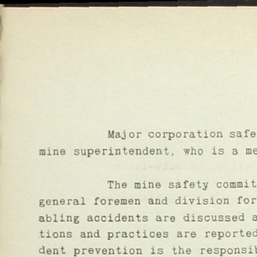 Major corporation safe
mine superintendent, who is a me
The mine safety commit
general foremen and division for
abling accidents are discussed a
tions and practices are reported
dent prevention is the responsib